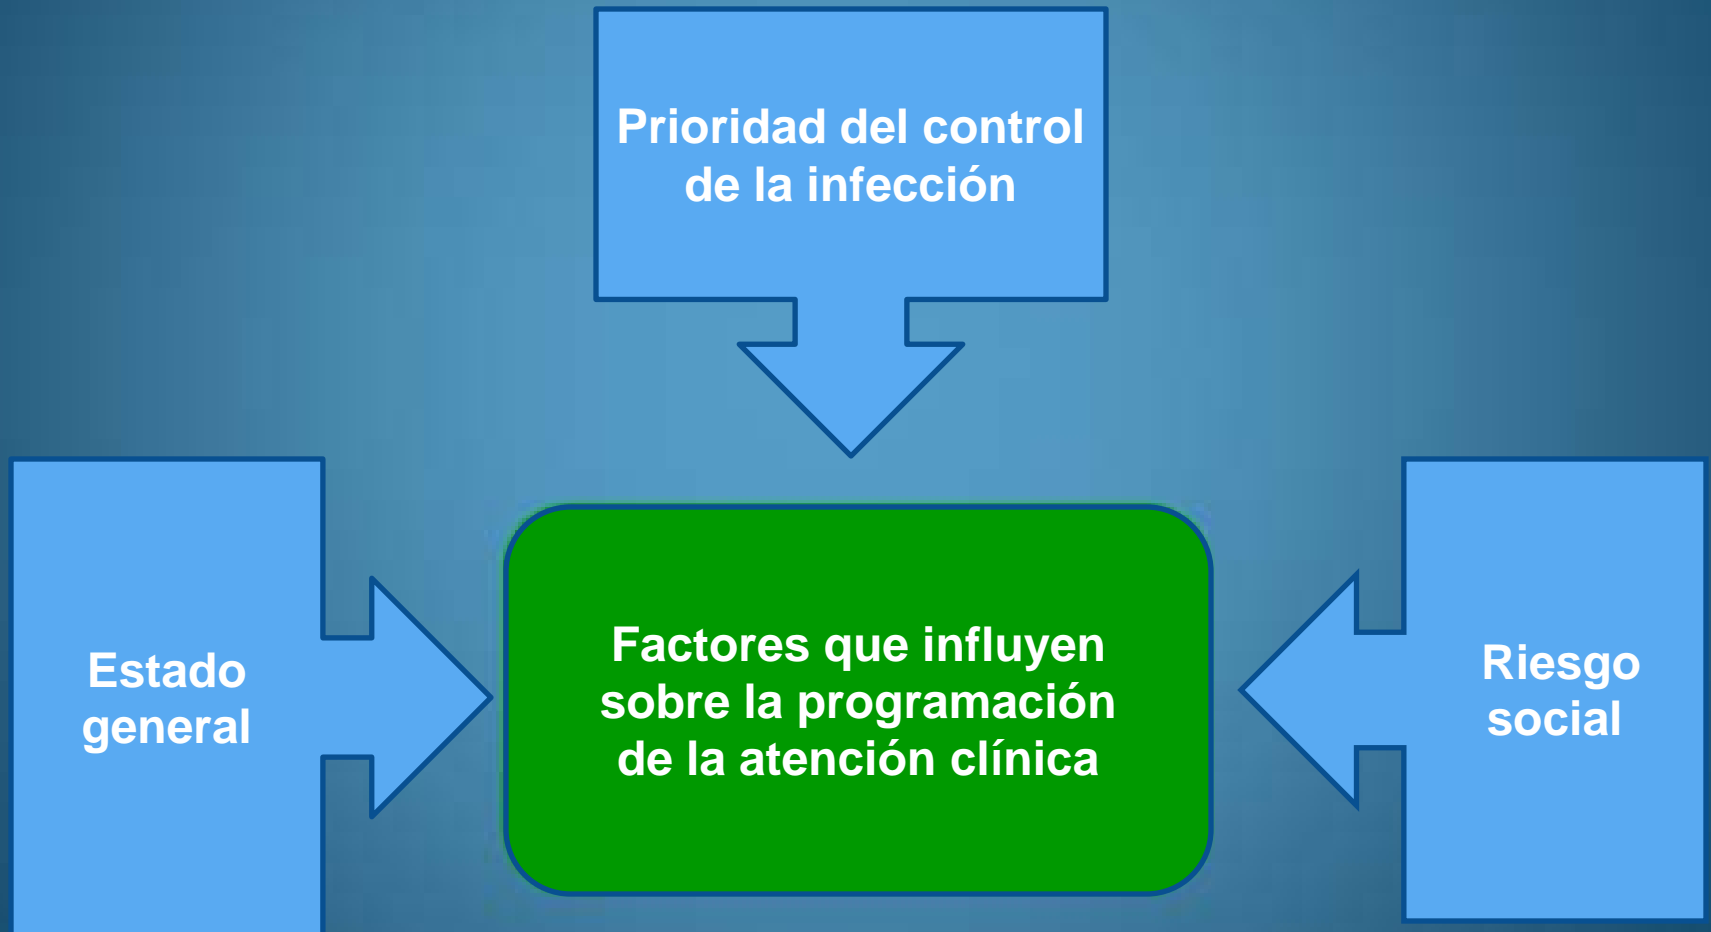 Prioridad del control
de la infección
Estado
general
Factores que influyen
sobre la programación
de la atención clínica
Riesgo
social